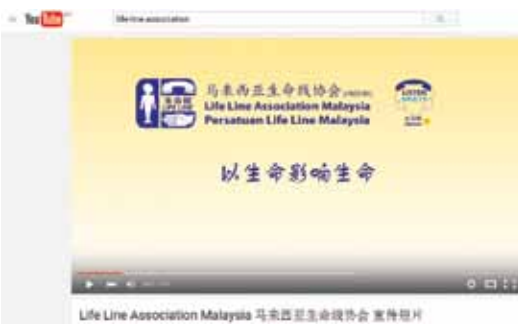 YouTube
life line association
马来西亚生命线协会
Life Line Association Malaysia
Persatuan Life Line Malaysia
以生命影响生命
Life Line Association Malaysia 马来西亚生命线协会 宣传短片